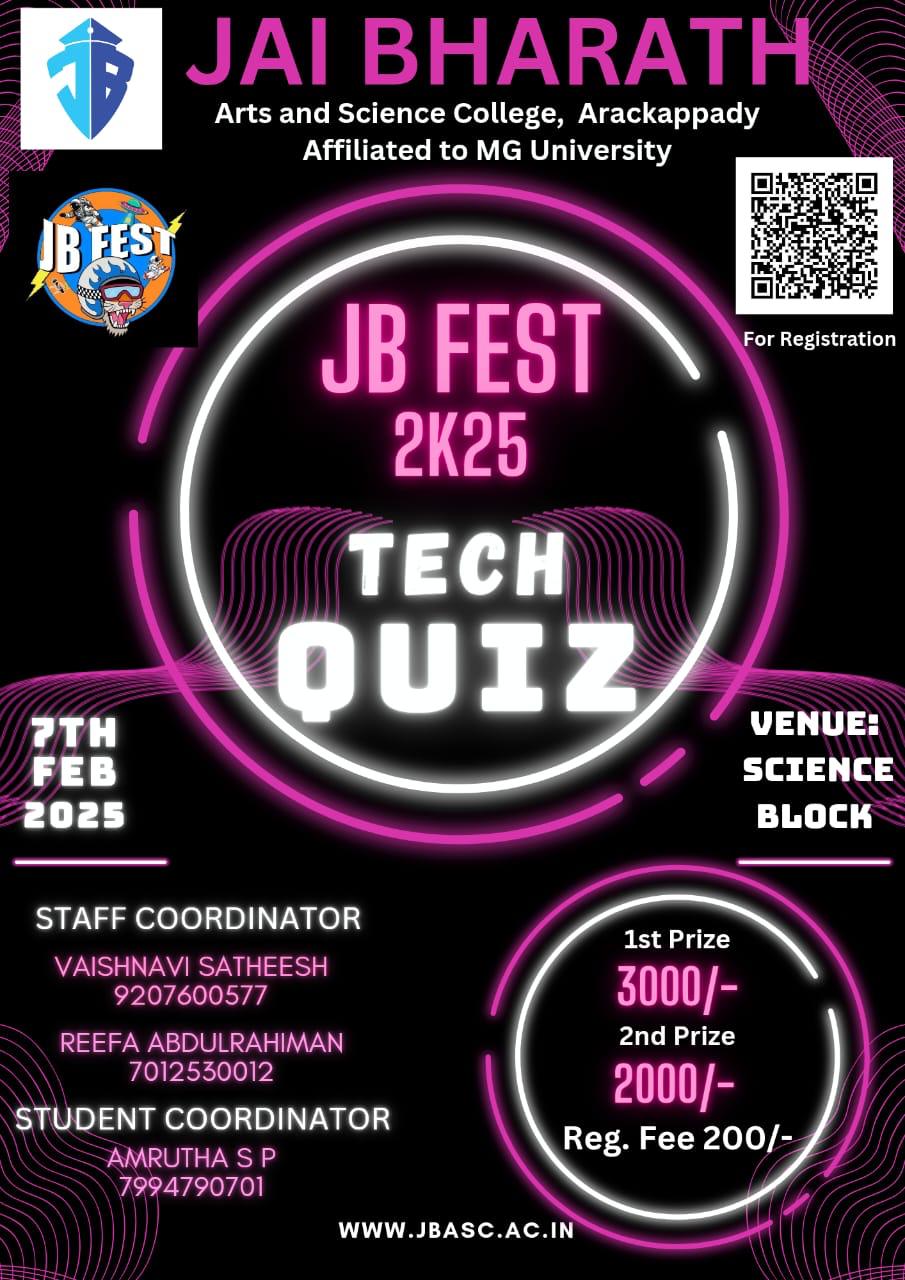 JB
JAI BHARATH
Arts and Science College, Arackappady
Affiliated to MG University
JB FEST
For Registration
JB FEST
2K25
TECH
QUIZ
7TH
FEB
2025
VENUE:
SCIENCE
BLOCK
STAFF COORDINATOR
VAISHNAVI SATHEESH
9207600577
REEFA ABDULRAHIMAN
7012530012
STUDENT COORDINATOR
AMRUTHA S P
7994790701
1st Prize
3000/-
2nd Prize
2000/-
Reg. Fee 200/-
WWW.JBASC.AC.IN